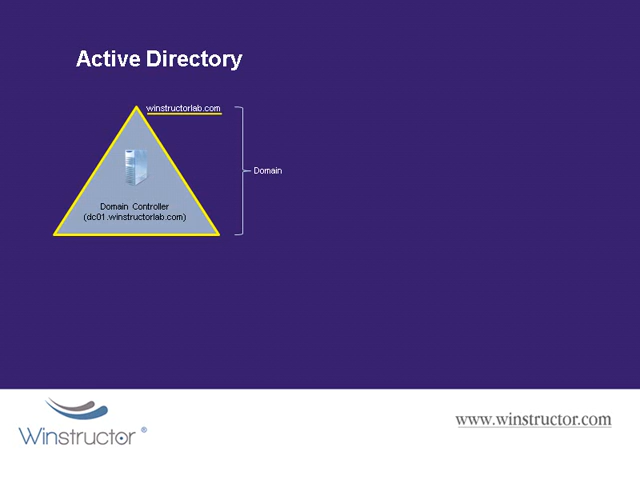 Active Directory
winstructorlab.com
Domain
Domain Controller
(dc01.winstructorlab.com)
Winstructor®
www.winstructor.com